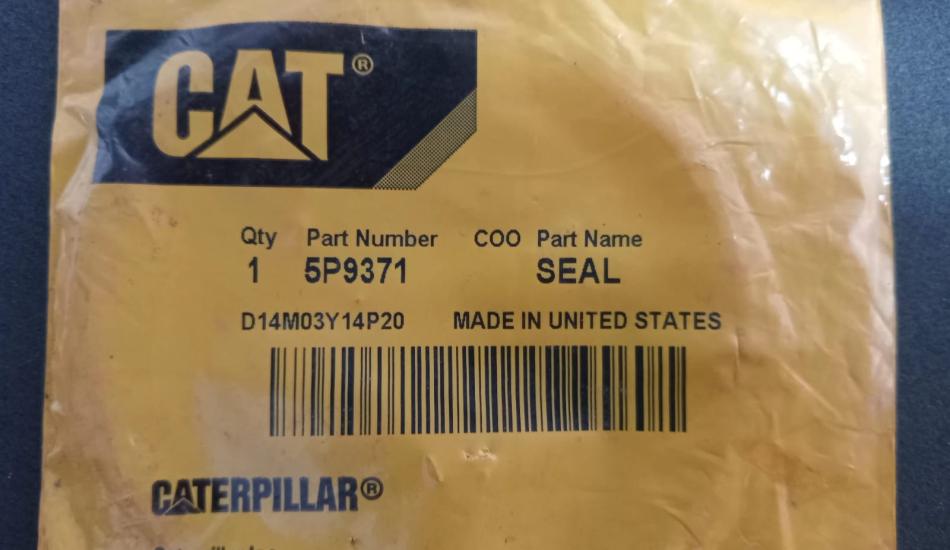 CAT®
Qty Part Number COO Part Name
1 5P9371 SEAL
D14M03Y14P20 MADE IN UNITED STATES
CATERPILLAR®